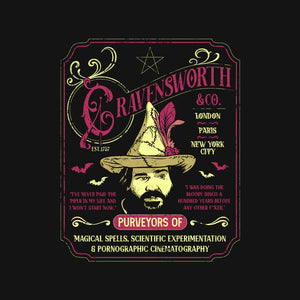 CRAVENSWORTH
& CO.
LONDON
PARIS
NEW YORK
CITY
EST. 1757
"I'VE NEVER PAID THE
PIPER IN MY LIFE AND
I WON'T START NOW."
"I WAS DOING THE
BLOODY DISCO A
HUNDRED YEARS BEFORE
ANY OTHER F*KER."
PURVEYORS OF
MAGICAL SPELLS, SCIENTIFIC EXPERIMENTATION
& PORNOGRAPHIC CINEMATOGRAPHY